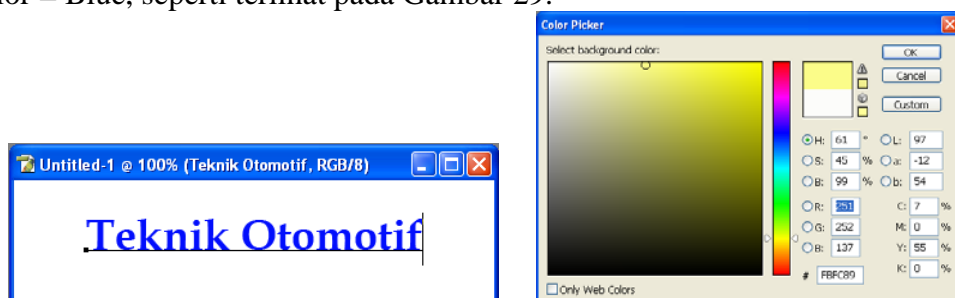 or = Blue, seperti terlihat pada Gambar 29.
Untitled-1 @ 100% (Teknik Otomotif, RGB/8)
Teknik Otomotif
Color Picker
Select background color:
OK
Cancel
Custom
H: 61 ° L: 97
S: 45 % a: -12
B: 99 % b: 54
R: 251 C: 7 %
G: 252 M: 0 %
B: 137 Y: 55 %
# FBFC89 K: 0 %
Only Web Colors